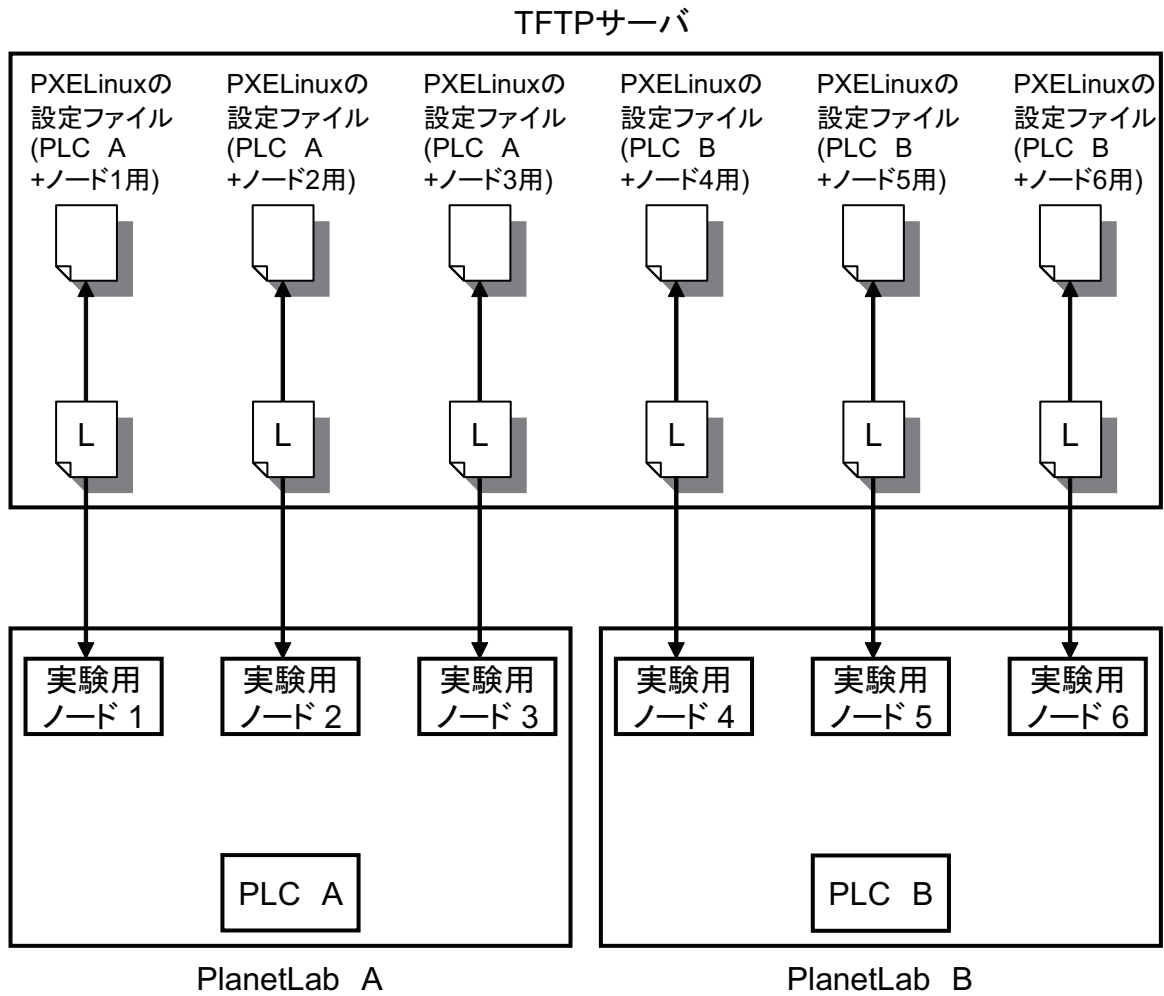 TFTPサーバ
PXELinuxの
設定ファイル
(PLC A
+ノード1用)
PXELinuxの
設定ファイル
(PLC A
+ノード2用)
PXELinuxの
設定ファイル
(PLC A
+ノード3用)
PXELinuxの
設定ファイル
(PLC B
+ノード4用)
PXELinuxの
設定ファイル
(PLC B
+ノード5用)
PXELinuxの
設定ファイル
(PLC B
+ノード6用)
L
L
L
L
L
L
実験用
ノード 1
実験用
ノード 2
実験用
ノード 3
実験用
ノード 4
実験用
ノード 5
実験用
ノード 6
PLC A
PLC B
PlanetLab A
PlanetLab B